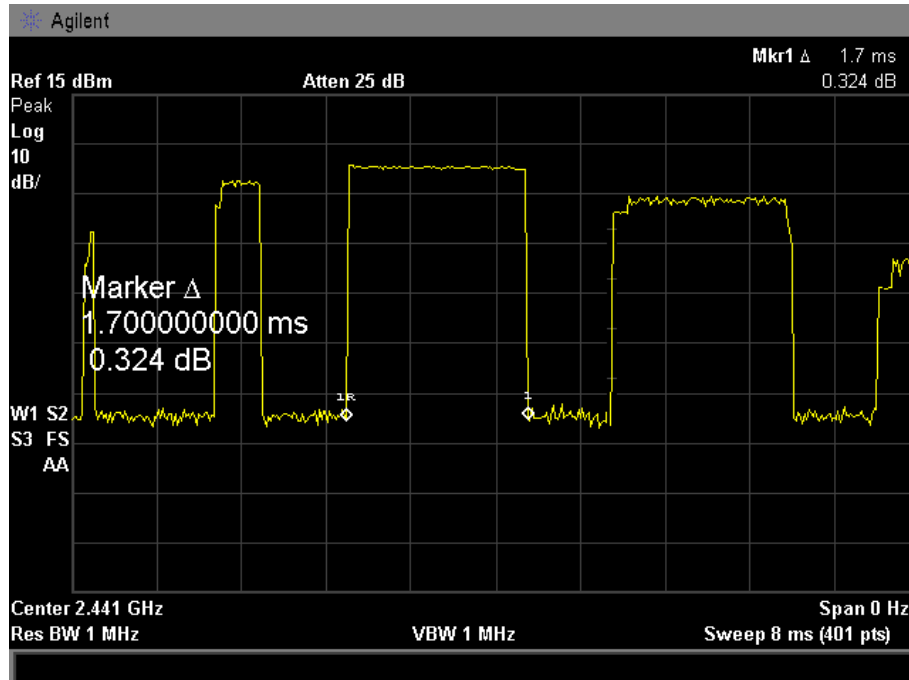 Agilent
Mkr1 Δ 1.7 ms
Ref 15 dBm Atten 25 dB 0.324 dB
Peak
Log
10
dB/
Marker Δ
1.700000000 ms
0.324 dB
1R 1
W1 S2
S3 FS
AA
Center 2.441 GHz Span 0 Hz
Res BW 1 MHz VBW 1 MHz Sweep 8 ms (401 pts)